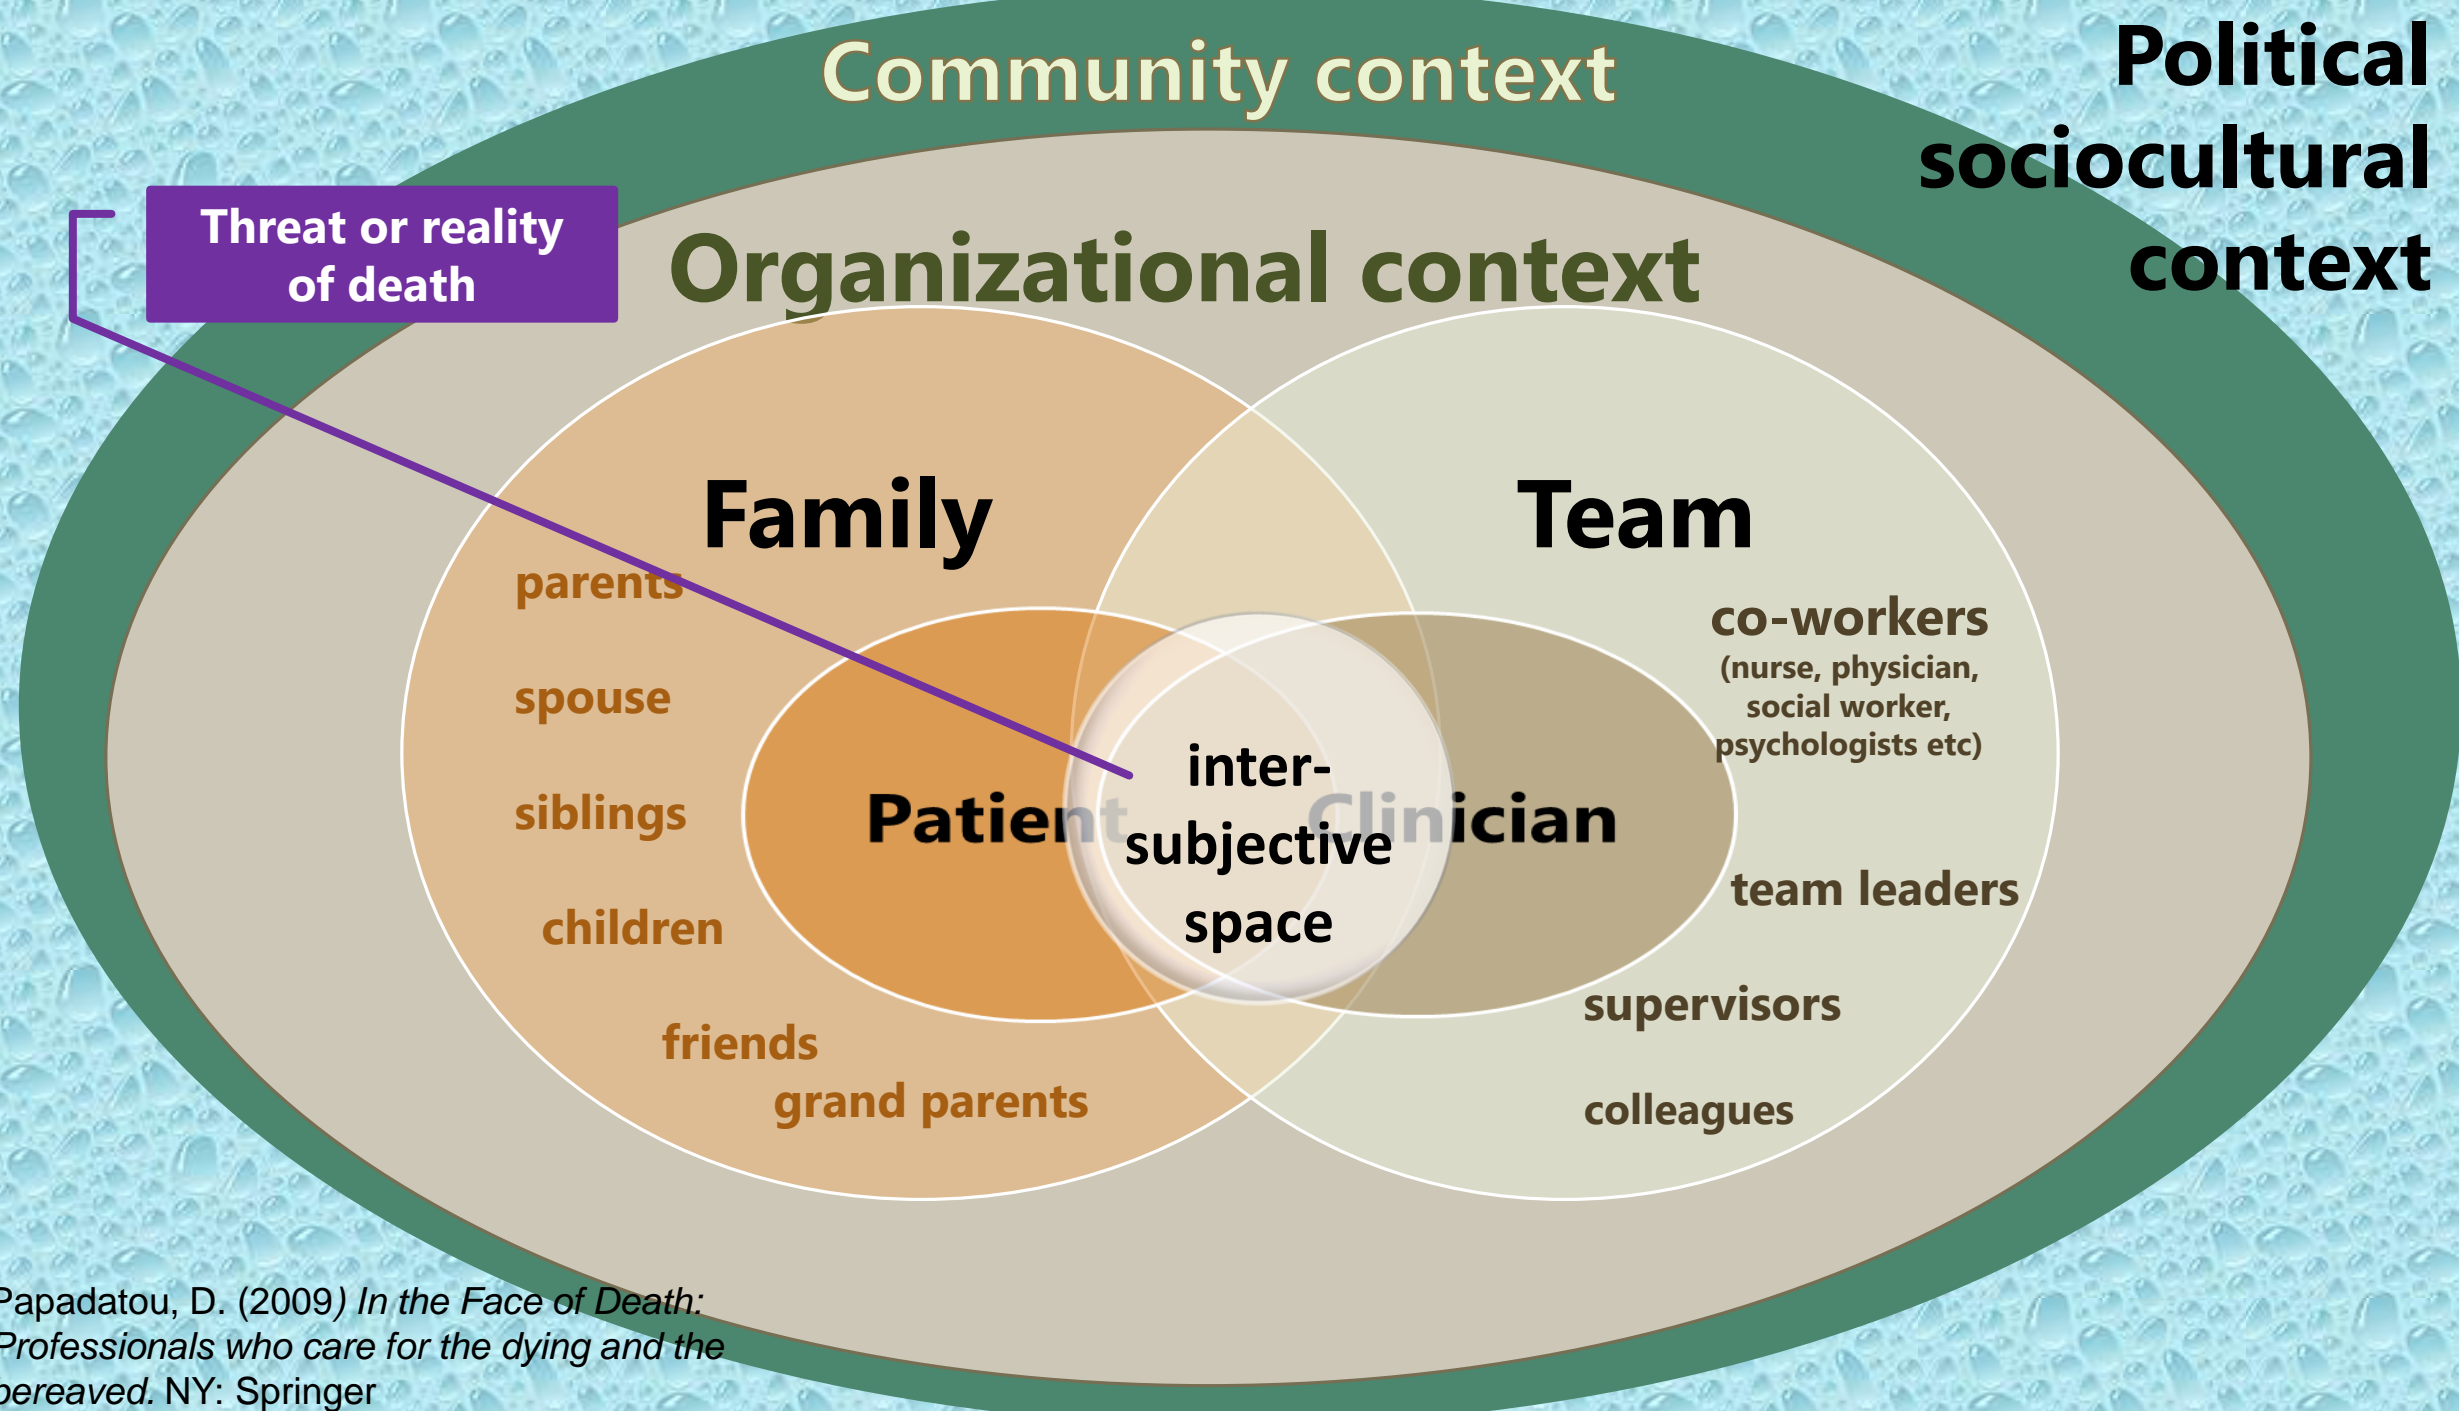 Community context
Political
sociocultural
context
Threat or reality
of death
Organizational context
Family
Team
parents
spouse
siblings
children
friends
grand parents
co-workers
(nurse, physician,
social worker,
psychologists etc)
team leaders
supervisors
colleagues
Patient
inter-
subjective
space
Clinician
Papadatou, D. (2009) In the Face of Death:
Professionals who care for the dying and the
bereaved. NY: Springer